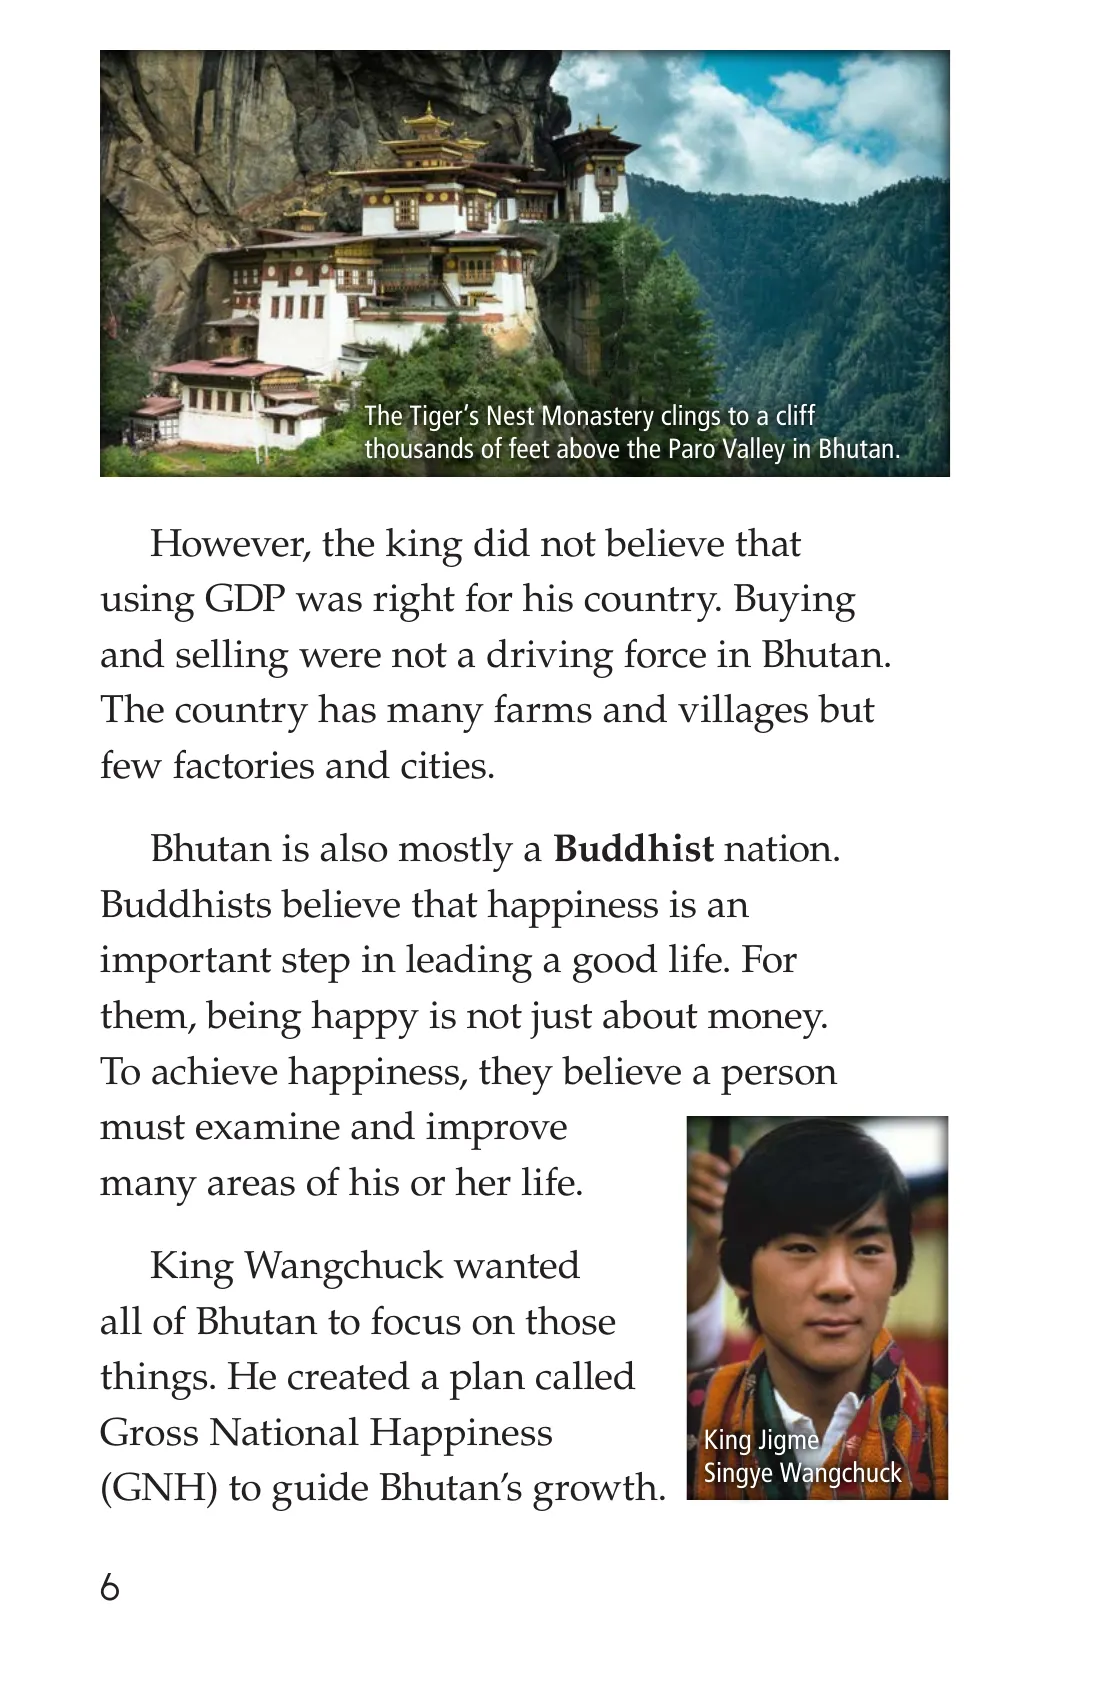 The Tiger’s Nest Monastery clings to a cliff
thousands of feet above the Paro Valley in Bhutan.
However, the king did not believe that
using GDP was right for his country. Buying
and selling were not a driving force in Bhutan.
The country has many farms and villages but
few factories and cities.
Bhutan is also mostly a Buddhist nation.
Buddhists believe that happiness is an
important step in leading a good life. For
them, being happy is not just about money.
To achieve happiness, they believe a person
must examine and improve
many areas of his or her life.
King Wangchuck wanted
all of Bhutan to focus on those
things. He created a plan called
Gross National Happiness
(GNH) to guide Bhutan’s growth.
King Jigme
Singye Wangchuck
6